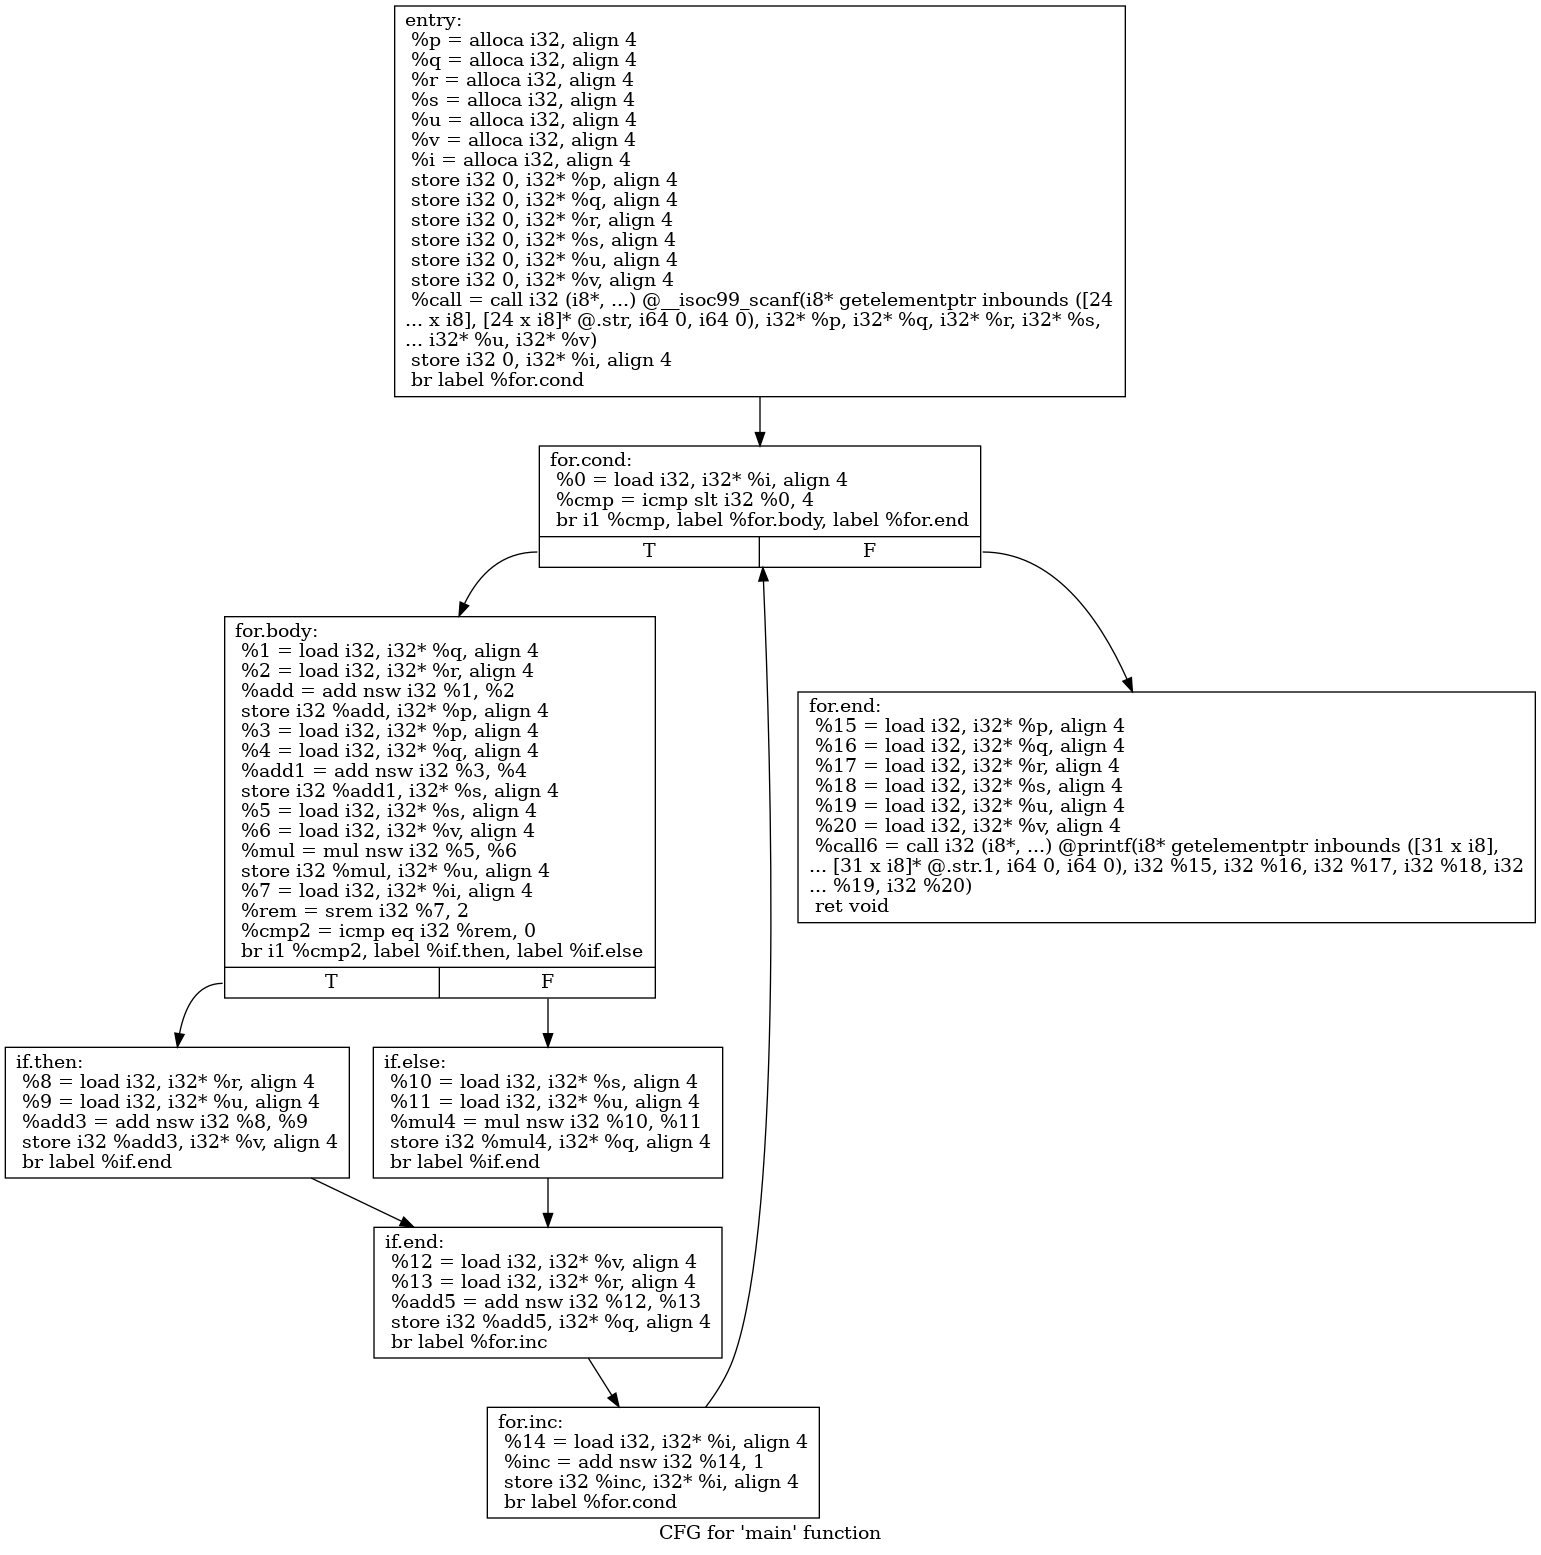 entry:
%p = alloca i32, align 4
%q = alloca i32, align 4
%r = alloca i32, align 4
%s = alloca i32, align 4
%u = alloca i32, align 4
%v = alloca i32, align 4
%i = alloca i32, align 4
store i32 0, i32* %p, align 4
store i32 0, i32* %q, align 4
store i32 0, i32* %r, align 4
store i32 0, i32* %s, align 4
store i32 0, i32* %u, align 4
store i32 0, i32* %v, align 4
%call = call i32 (i8*, ...) @__isoc99_scanf(i8* getelementptr inbounds ([24
... x i8], [24 x i8]* @.str, i64 0, i64 0), i32* %p, i32* %q, i32* %r, i32* %s,
... i32* %u, i32* %v)
store i32 0, i32* %i, align 4
br label %for.cond
for.cond:
%0 = load i32, i32* %i, align 4
%cmp = icmp slt i32 %0, 4
br i1 %cmp, label %for.body, label %for.end
T
F
for.body:
%1 = load i32, i32* %q, align 4
%2 = load i32, i32* %r, align 4
%add = add nsw i32 %1, %2
store i32 %add, i32* %p, align 4
%3 = load i32, i32* %p, align 4
%4 = load i32, i32* %q, align 4
%add1 = add nsw i32 %3, %4
store i32 %add1, i32* %s, align 4
%5 = load i32, i32* %s, align 4
%6 = load i32, i32* %v, align 4
%mul = mul nsw i32 %5, %6
store i32 %mul, i32* %u, align 4
%7 = load i32, i32* %i, align 4
%rem = srem i32 %7, 2
%cmp2 = icmp eq i32 %rem, 0
br i1 %cmp2, label %if.then, label %if.else
T
F
for.end:
%15 = load i32, i32* %p, align 4
%16 = load i32, i32* %q, align 4
%17 = load i32, i32* %r, align 4
%18 = load i32, i32* %s, align 4
%19 = load i32, i32* %u, align 4
%20 = load i32, i32* %v, align 4
%call6 = call i32 (i8*, ...) @printf(i8* getelementptr inbounds ([31 x i8],
... [31 x i8]* @.str.1, i64 0, i64 0), i32 %15, i32 %16, i32 %17, i32 %18, i32
... %19, i32 %20)
ret void
if.then:
%8 = load i32, i32* %r, align 4
%9 = load i32, i32* %u, align 4
%add3 = add nsw i32 %8, %9
store i32 %add3, i32* %v, align 4
br label %if.end
if.else:
%10 = load i32, i32* %s, align 4
%11 = load i32, i32* %u, align 4
%mul4 = mul nsw i32 %10, %11
store i32 %mul4, i32* %q, align 4
br label %if.end
if.end:
%12 = load i32, i32* %v, align 4
%13 = load i32, i32* %r, align 4
%add5 = add nsw i32 %12, %13
store i32 %add5, i32* %q, align 4
br label %for.inc
for.inc:
%14 = load i32, i32* %i, align 4
%inc = add nsw i32 %14, 1
store i32 %inc, i32* %i, align 4
br label %for.cond
CFG for 'main' function